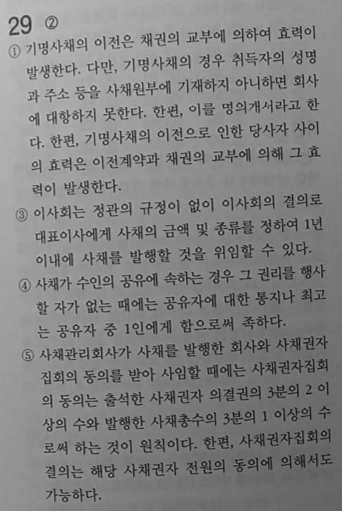 29 ②
① 기명사채의 이전은 채권의 교부에 의하여 효력이
발생한다. 다만, 기명사채의 경우 취득자의 성명
과 주소 등을 사채원부에 기재하지 아니하면 회사
에 대항하지 못한다. 한편, 이를 명의개서라고 한
다. 한편, 기명사채의 이전으로 인한 당사자 사이
의 효력은 이전계약과 채권의 교부에 의해 그 효
력이 발생한다.
③ 이사회는 정관의 규정이 없이 이사회의 결의로
대표이사에게 사채의 금액 및 종류를 정하여 1년
이내에 사채를 발행할 것을 위임할 수 있다.
④ 사채가 수인의 공유에 속하는 경우 그 권리를 행사
할 자가 없는 때에는 공유자에 대한 통지나 최고
는 공유자 중 1인에게 함으로써 족하다.
⑤ 사채관리회사가 사채를 발행한 회사와 사채권자
집회의 동의를 받아 사임할 때에는 사채권자집회
의 동의는 출석한 사채권자 의결권의 3분의 2 이
상의 수와 발행한 사채총수의 3분의 1 이상의 수
로써 하는 것이 원칙이다. 한편, 사채권자집회의
결의는 해당 사채권자 전원의 동의에 의해서도
가능하다.